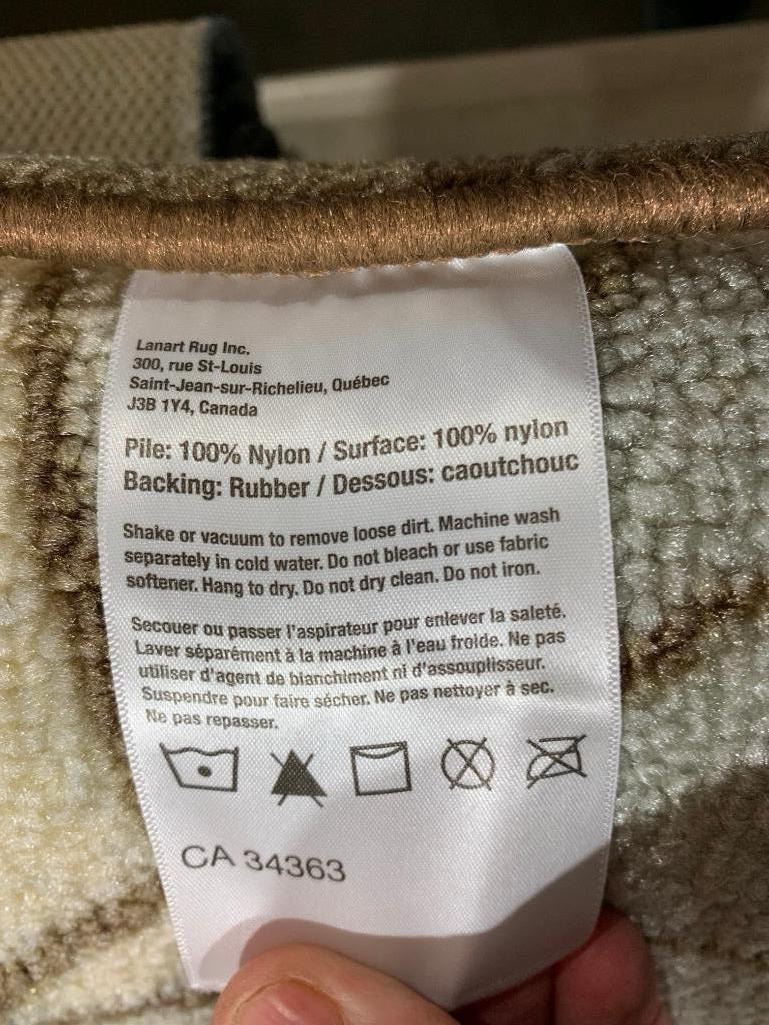 Lanart Rug Inc.
300, rue St-Louis
Saint-Jean-sur-Richelieu, Québec
J3B 1Y4, Canada
Pile: 100% Nylon / Surface: 100% nylon
Backing: Rubber / Dessous: caoutchouc
Shake or vacuum to remove loose dirt. Machine wash
separately in cold water. Do not bleach or use fabric
softener. Hang to dry. Do not dry clean. Do not iron.
Secouer ou passer l'aspirateur pour enlever la saleté.
Laver séparément à la machine à l'eau froide. Ne pas
utiliser d'agent de blanchiment ni d'assouplisseur.
Suspendre pour faire sécher. Ne pas nettoyer à sec.
Ne pas repasser.
CA 34363